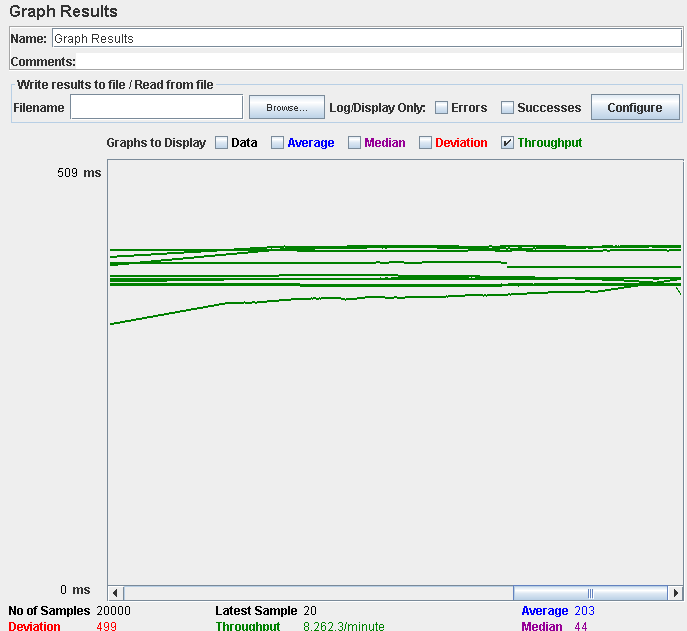 Graph Results
Name: Graph Results
Comments:
Write results to file / Read from file
Filename Browse... Log/Display Only: Errors Successes Configure
Graphs to Display Data Average Median Deviation Throughput
509 ms
0 ms
No of Samples 20000 Latest Sample 20 Average 203
Deviation 499 Throughput 8.262.3/minute Median 44